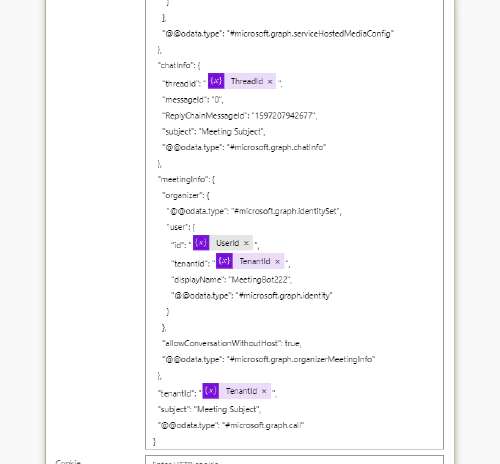 }
],
"@@odata.type": "#microsoft.graph.serviceHostedMediaConfig"
},
"chatInfo": {
"threadId": " {x} ThreadId × ",
"messageId": "0",
"ReplyChainMessageId": "1597207942677",
"subject": "Meeting Subject",
"@@odata.type": "#microsoft.graph.chatInfo"
},
"meetingInfo": {
"organizer": {
"@@odata.type": "#microsoft.graph.identitySet",
"user": {
"id": " {x} UserId × ",
"tenantId": " {x} TenantId × ",
"displayName": "MeetingBot222",
"@@odata.type": "#microsoft.graph.identity"
}
},
"allowConversationWithoutHost": true,
"@@odata.type": "#microsoft.graph.organizerMeetingInfo"
},
"tenantId": " {x} TenantId × ",
"subject": "Meeting Subject",
"@@odata.type": "#microsoft.graph.call"
}
Cookie